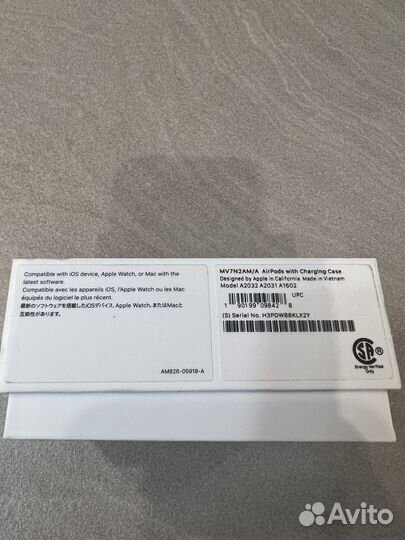 Compatible with iOS device, Apple Watch, or Mac with the
latest software.
Compatible avec les appareils iOS, l'Apple Watch ou les Mac
équipés du logiciel le plus récent.
最新のソフトウェアを搭載したiOSデバイス、Apple Watch、またはMacと
互換性があります。
AM826-05918-A
MV7N2AM/A AirPods with Charging Case
Designed by Apple in California Made in Vietnam
Model A2032 A2031 A1602
UPC
1 90199 09842 8
(S) Serial No. H3PDW88KLX2Y
SA
®
Energy Verified
Only
Avito